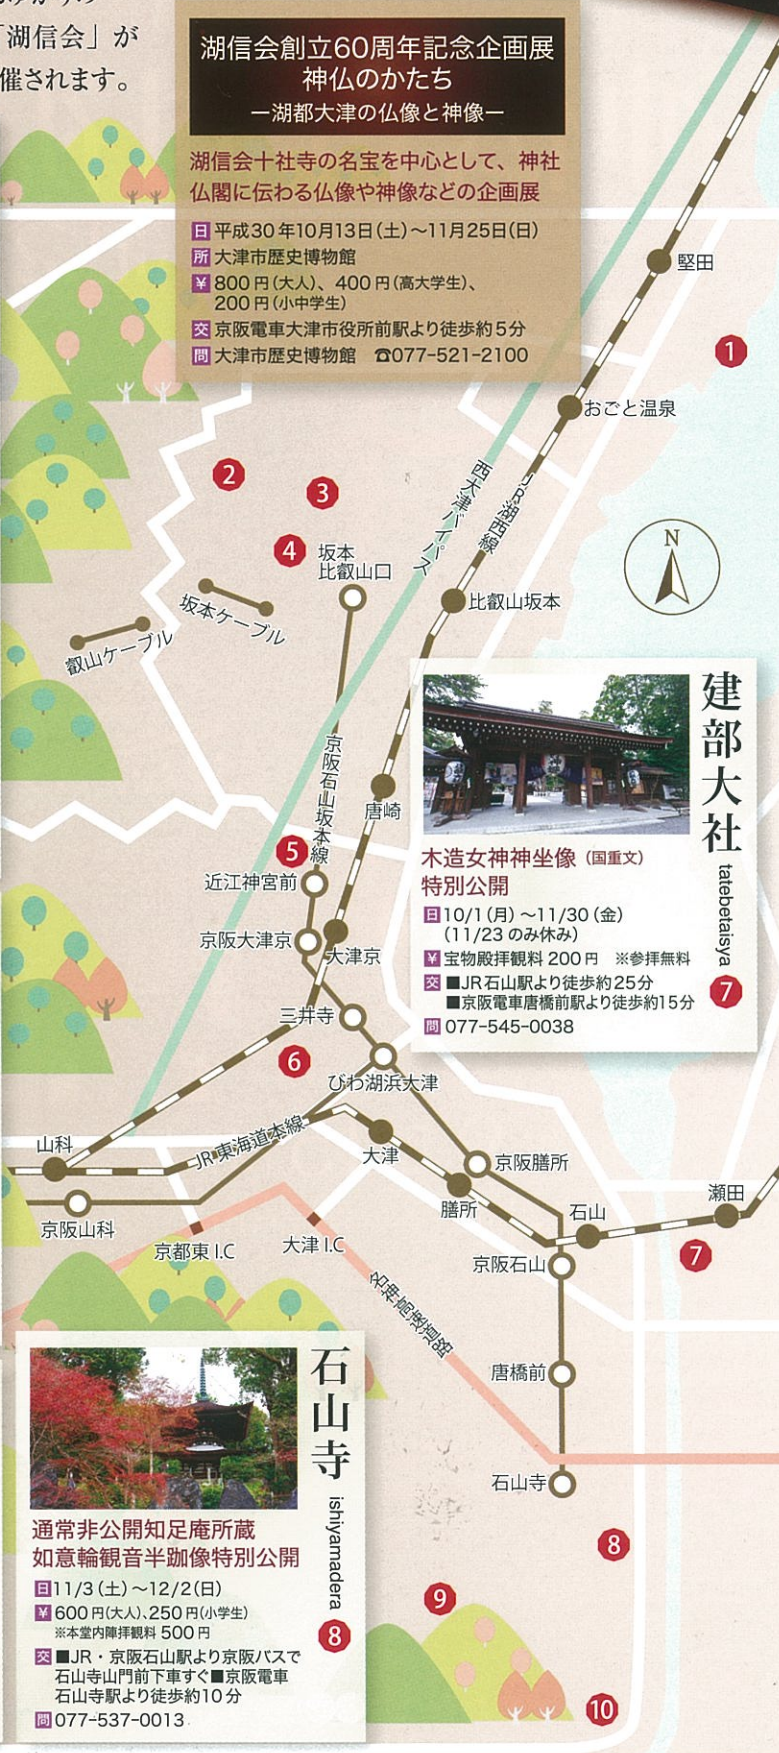 「湖信会」が
催されます。
湖信会創立60周年記念企画展
神仏のかたち
ー湖都大津の仏像と神像ー
湖信会十社寺の名宝を中心として、神社
仏閣に伝わる仏像や神像などの企画展
日 平成30年10月13日(土)〜11月25日(日)
所 大津市歴史博物館
¥ 800円(大人)、400円(高大学生)、
200円(小中学生)
交 京阪電車大津市役所前駅より徒歩約5分
問 大津市歴史博物館 ☎077-521-2100
堅田
1
おごと温泉
2
3
西大津バイパス
JR湖西線
4
坂本
比叡山口
N
坂本ケーブル
比叡山坂本
叡山ケーブル
京阪石山坂本線
唐崎
5
近江神宮前
京阪大津京
大津京
三井寺
6
びわ湖浜大津
建部大社
tatebetaisya
7
木造女神神坐像(国重文)
特別公開
日 10/1(月)〜11/30(金)
(11/23のみ休み)
¥ 宝物殿拝観料200円 ※参拝無料
交 ■JR石山駅より徒歩約25分
■京阪電車唐橋前駅より徒歩約15分
問 077-545-0038
山科
JR東海道本線
大津
京阪膳所
膳所
石山
瀬田
京阪山科
京都東I.C
大津I.C
京阪石山
7
名神高速道路
唐橋前
石山寺
8
9
10
石山寺
ishiyamadera
8
通常非公開知足庵所蔵
如意輪観音半跏像特別公開
日 11/3(土)〜12/2(日)
¥ 600円(大人)、250円(小学生)
※本堂内陣拝観料500円
交 ■JR・京阪石山駅より京阪バスで
石山寺山門前下車すぐ■京阪電車
石山寺駅より徒歩約10分
問 077-537-0013